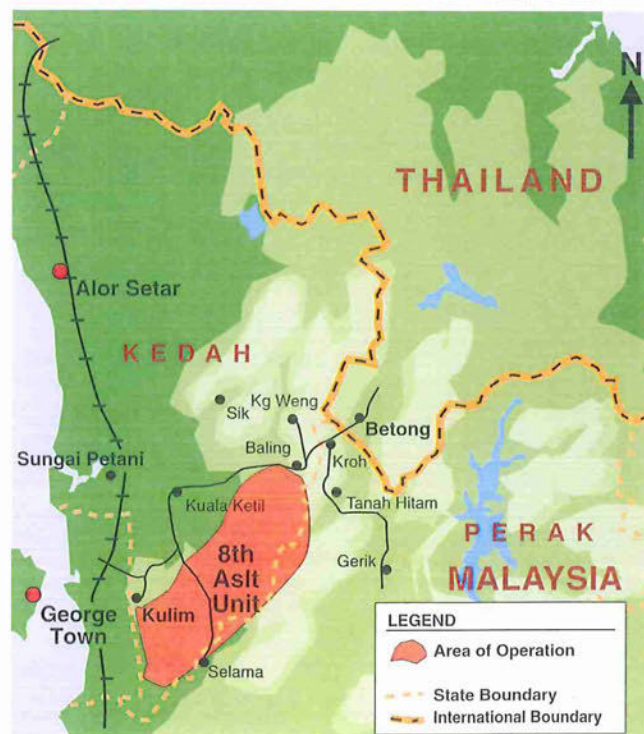 N
THAILAND
Alor Setar
KEDAH
Sik
Kg Weng
Betong
Sungai Petani
Baling
Kroh
Kuala Ketil
Tanah Hitam
8th
Aslt
Unit
Gerik
PERAK
MALAYSIA
George
Town
Kulim
Selama
LEGEND
Area of Operation
State Boundary
International Boundary